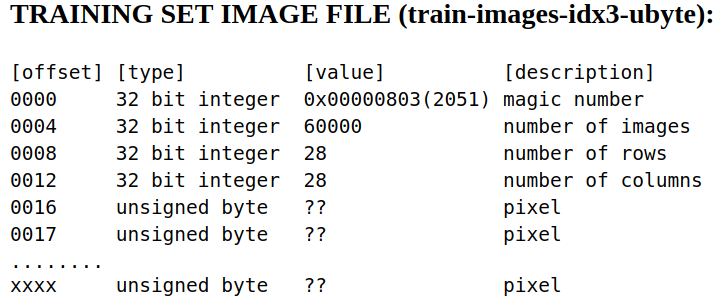 TRAINING SET IMAGE FILE (train-images-idx3-ubyte):
[offset] [type]          [value]          [description]
0000     32 bit integer  0x00000803(2051) magic number
0004     32 bit integer  60000            number of images
0008     32 bit integer  28               number of rows
0012     32 bit integer  28               number of columns
0016     unsigned byte   ??               pixel
0017     unsigned byte   ??               pixel
........
xxxx     unsigned byte   ??               pixel